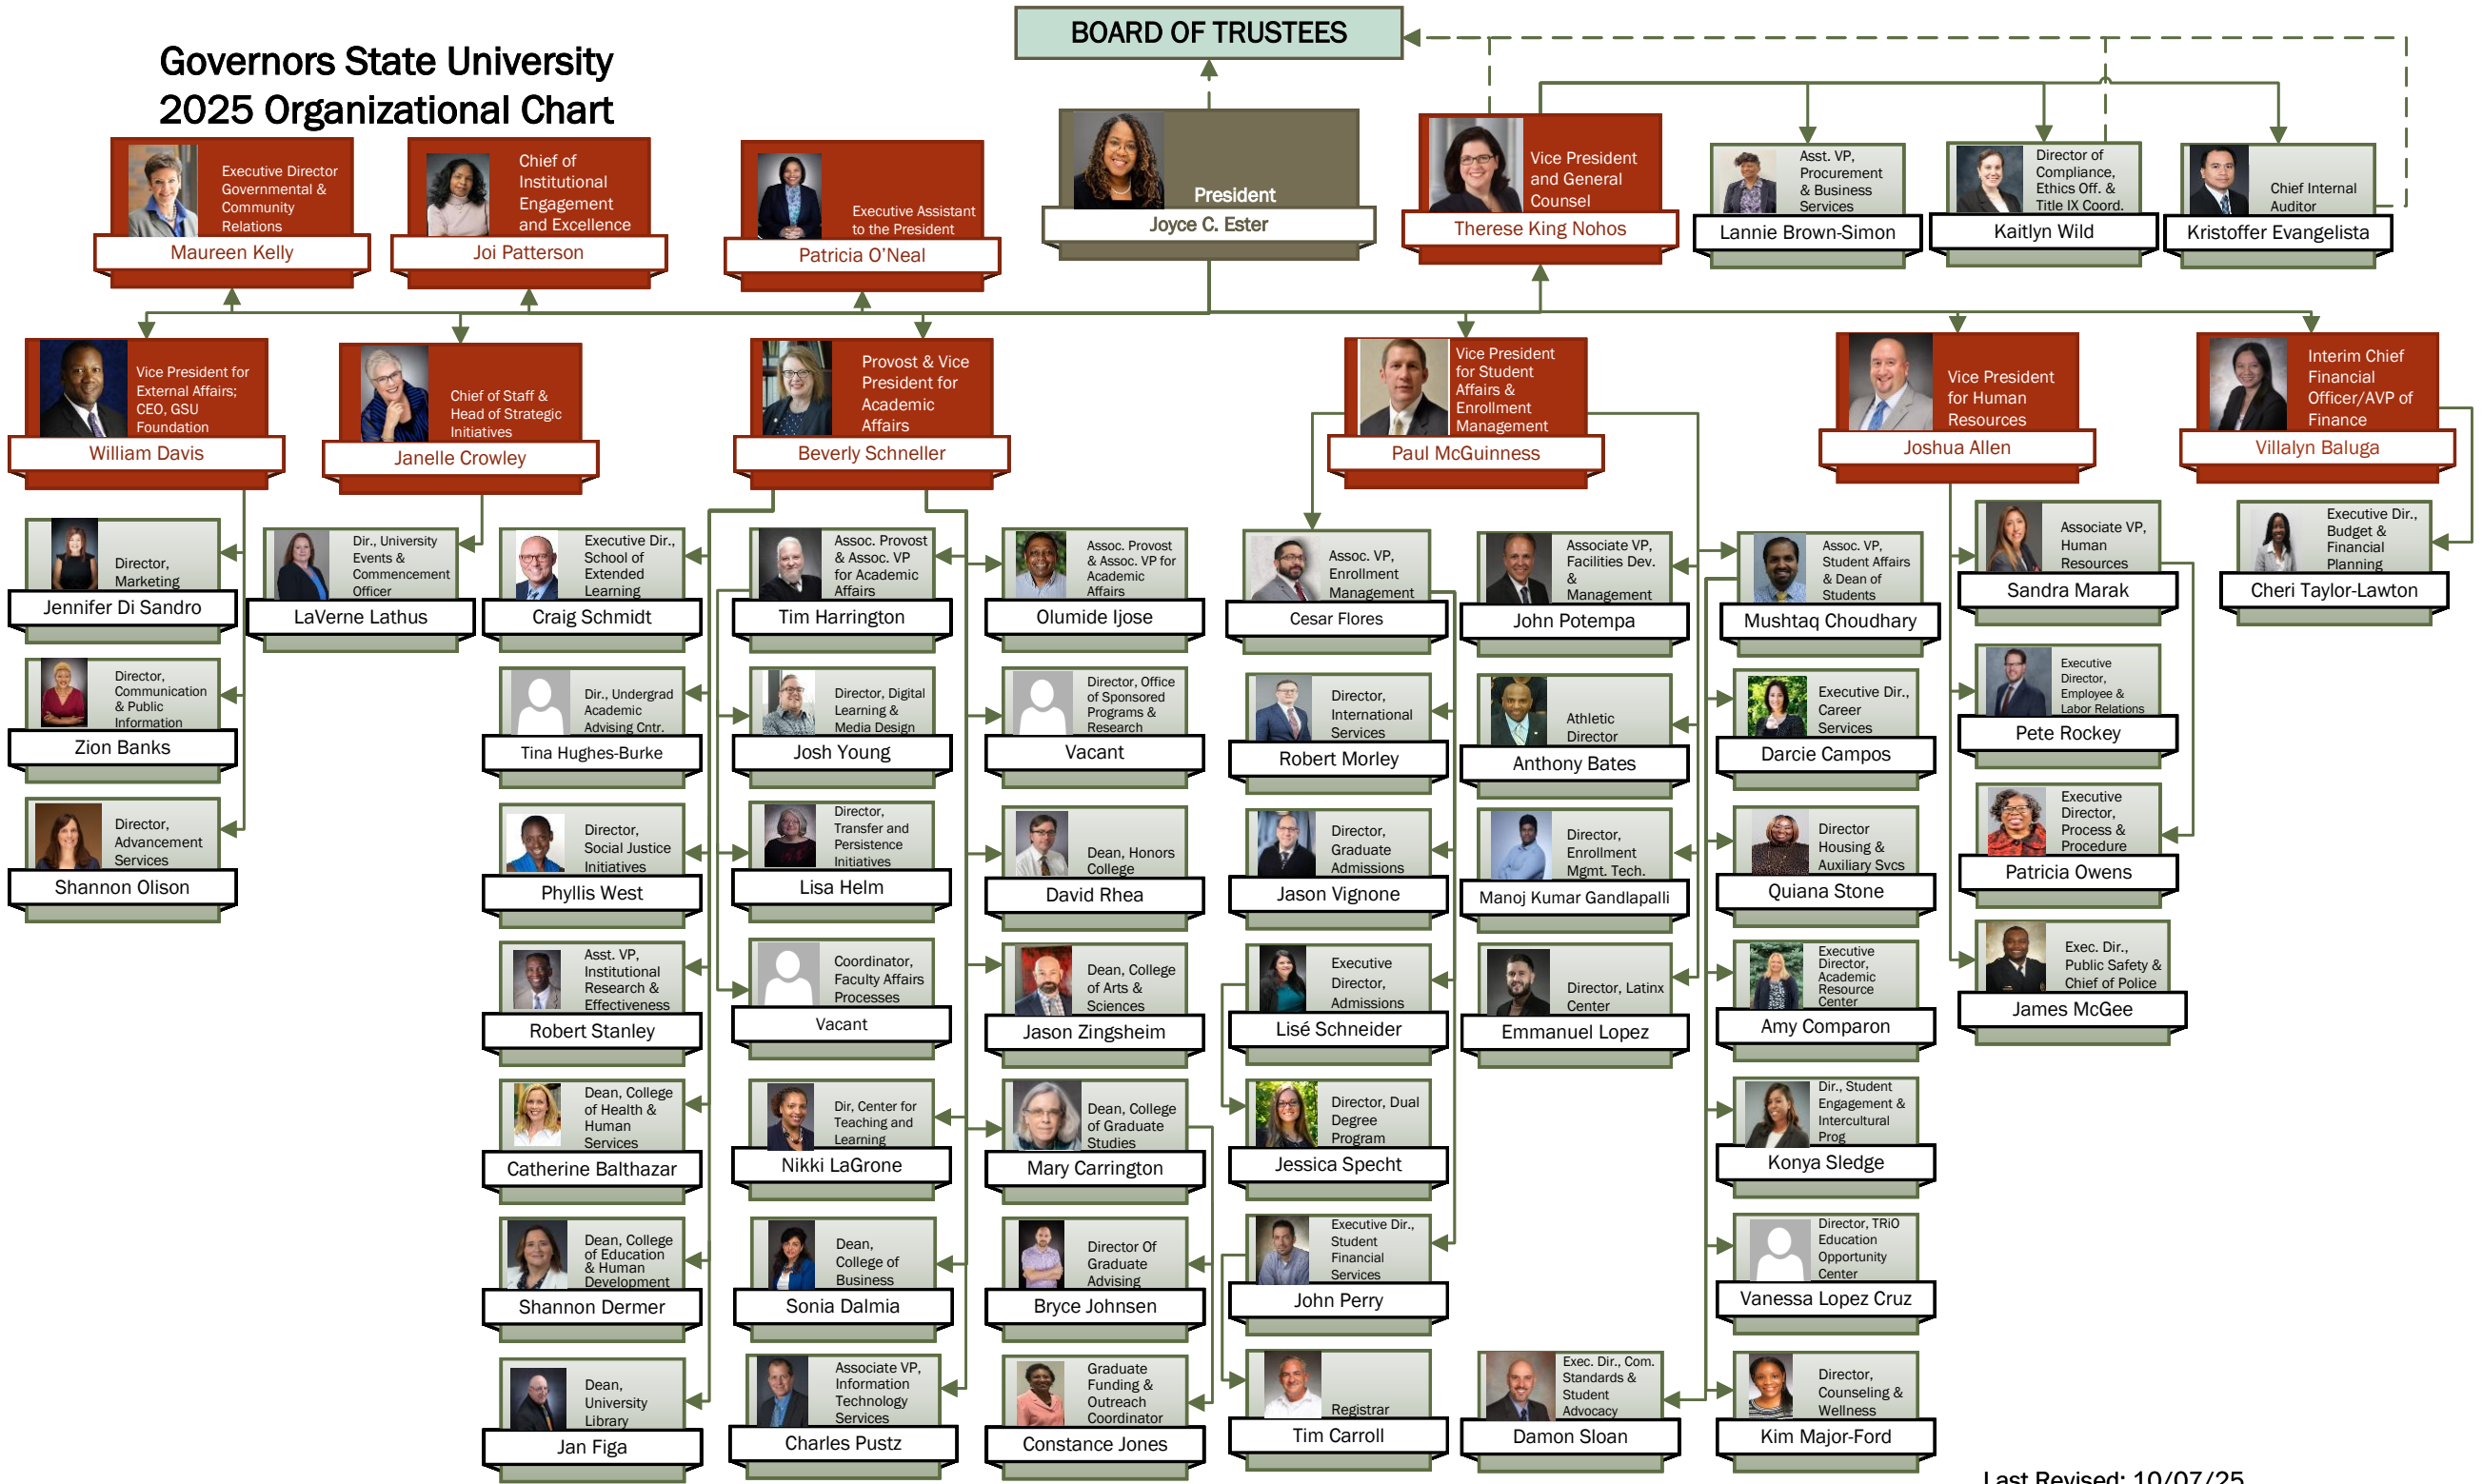 BOARD OF TRUSTEES
Governors State University
2025 Organizational Chart
Executive Director
Governmental &
Community
Relations
Maureen Kelly
Chief of
Institutional
Engagement
and Excellence
Joi Patterson
Executive Assistant
to the President
Patricia O'Neal
President
Joyce C. Ester
Vice President
and General
Counsel
Therese King Nohos
Asst. VP,
Procurement
& Business
Services
Lannie Brown-Simon
Director of
Compliance,
Ethics Off. &
Title IX Coord.
Kaitlyn Wild
Chief Internal
Auditor
Kristoffer Evangelista
Vice President for
External Affairs;
CEO, GSU
Foundation
William Davis
Chief of Staff &
Head of Strategic
Initiatives
Janelle Crowley
Provost & Vice
President for
Academic
Affairs
Beverly Schneller
Vice President
for Student
Affairs &
Enrollment
Management
Paul McGuinness
Vice President
for Human
Resources
Joshua Allen
Interim Chief
Financial
Officer/AVP of
Finance
Villalyn Baluga
Director,
Marketing
Jennifer Di Sandro
Dir., University
Events &
Commencement
Officer
LaVerne Lathus
Executive Dir.,
School of
Extended
Learning
Craig Schmidt
Assoc. Provost
& Assoc. VP
for Academic
Affairs
Tim Harrington
Assoc. Provost
& Assoc. VP for
Academic
Affairs
Olumide Ijose
Assoc. VP,
Enrollment
Management
Cesar Flores
Associate VP,
Facilities Dev.
&
Management
John Potempa
Assoc. VP,
Student Affairs
& Dean of
Students
Mushtaq Choudhary
Associate VP,
Human
Resources
Sandra Marak
Executive Dir.,
Budget &
Financial
Planning
Cheri Taylor-Lawton
Director,
Communication
& Public
Information
Zion Banks
Dir., Undergrad
Academic
Advising Cntr.
Tina Hughes-Burke
Director, Digital
Learning &
Media Design
Josh Young
Director, Office
of Sponsored
Programs &
Research
Vacant
Director,
International
Services
Robert Morley
Athletic
Director
Anthony Bates
Executive Dir.,
Career
Services
Darcie Campos
Executive
Director,
Employee &
Labor Relations
Pete Rockey
Director,
Advancement
Services
Shannon Olison
Director,
Social Justice
Initiatives
Phyllis West
Director,
Transfer and
Persistence
Initiatives
Lisa Helm
Dean, Honors
College
David Rhea
Director,
Graduate
Admissions
Jason Vignone
Director,
Enrollment
Mgmt. Tech.
Manoj Kumar Gandlapalli
Director
Housing &
Auxiliary Svcs
Quiana Stone
Executive
Director,
Process &
Procedure
Patricia Owens
Asst. VP,
Institutional
Research &
Effectiveness
Robert Stanley
Coordinator,
Faculty Affairs
Processes
Vacant
Dean, College
of Arts &
Sciences
Jason Zingsheim
Executive
Director,
Admissions
Lisé Schneider
Director, Latinx
Center
Emmanuel Lopez
Executive
Director,
Academic
Resource
Center
Amy Comparon
Exec. Dir.,
Public Safety &
Chief of Police
James McGee
Dean, College
of Health &
Human
Services
Catherine Balthazar
Dir, Center for
Teaching and
Learning
Nikki LaGrone
Dean, College
of Graduate
Studies
Mary Carrington
Director, Dual
Degree
Program
Jessica Specht
Dir., Student
Engagement &
Intercultural
Prog
Konya Sledge
Dean, College
of Education
& Human
Development
Shannon Dermer
Dean,
College of
Business
Sonia Dalmia
Director Of
Graduate
Advising
Bryce Johnsen
Executive Dir.,
Student
Financial
Services
John Perry
Director, TRiO
Education
Opportunity
Center
Vanessa Lopez Cruz
Dean,
University
Library
Jan Figa
Associate VP,
Information
Technology
Services
Charles Pustz
Graduate
Funding &
Outreach
Coordinator
Constance Jones
Registrar
Tim Carroll
Exec. Dir., Com.
Standards &
Student
Advocacy
Damon Sloan
Director,
Counseling &
Wellness
Kim Major-Ford
Last Revised: 10/07/25